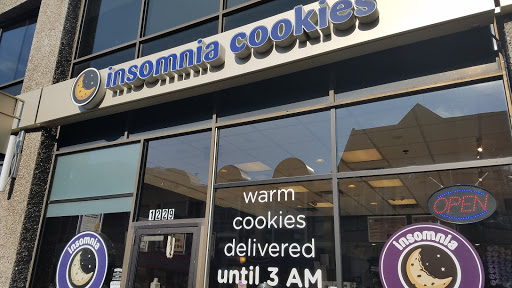 insomnia cookies
1229
warm
cookies
delivered
until 3 AM
OPEN
insomnia
insomnia